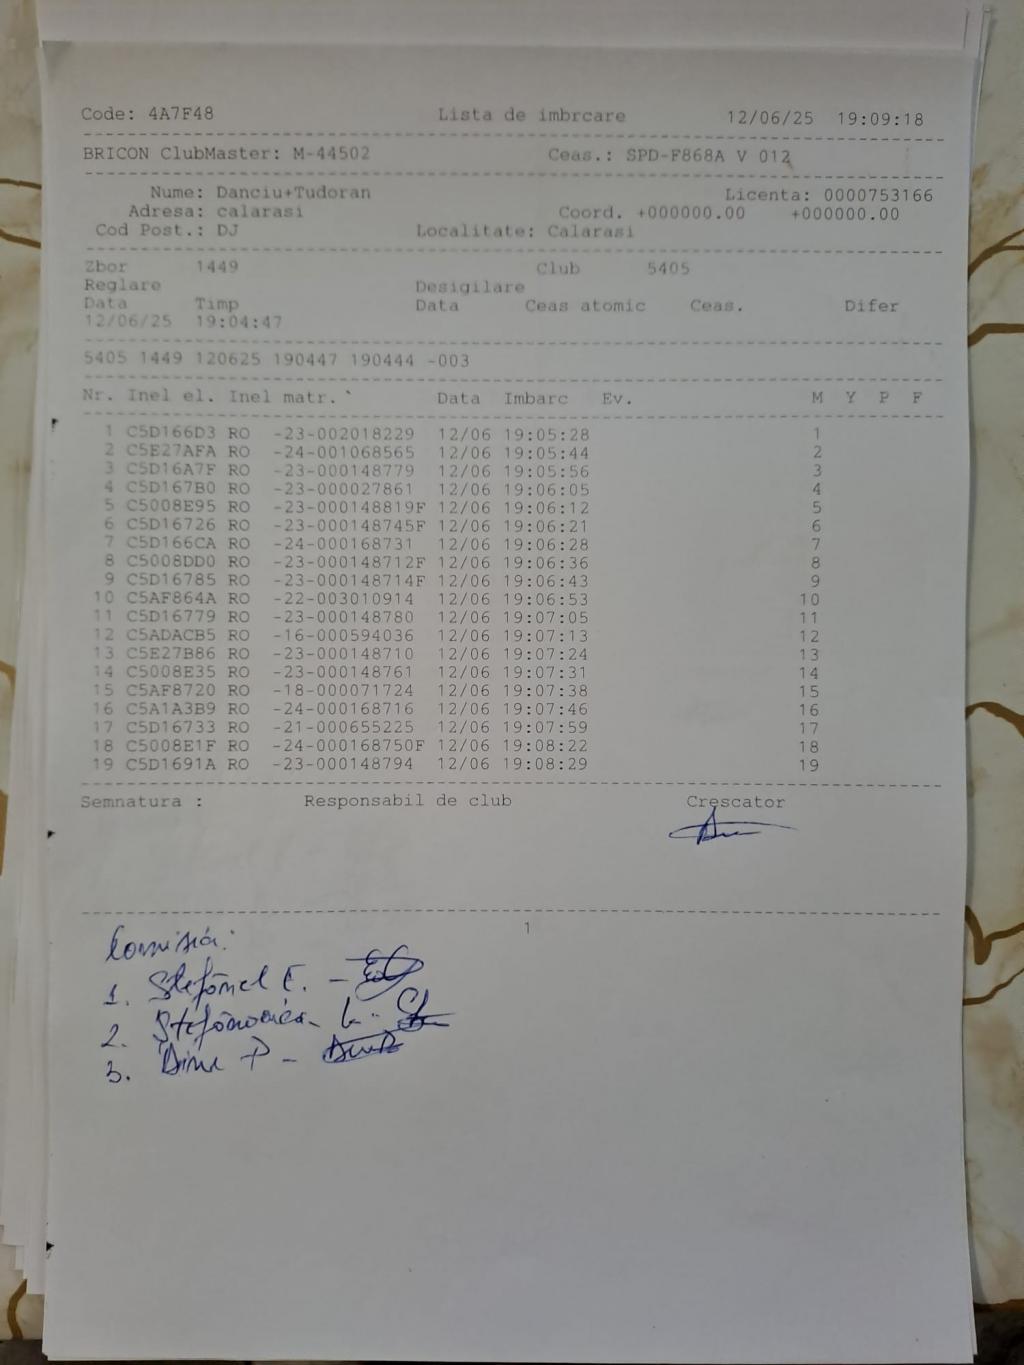 Code: 4A7F48 Lista de imbrcare 12/06/25 19:09:18
BRICON ClubMaster: M-44502 Ceas.: SPD-F868A V 012
Nume: Danciu+Tudoran Licenta: 0000753166
Adresa: calarasi Coord. +000000.00 +000000.00
Cod Post.: DJ Localitate: Calarasi
Zbor 1449 Club 5405
Reglare Desigilare
Data Timp Data Ceas atomic Ceas. Difer
12/06/25 19:04:47
5405 1449 120625 190447 190444 -003
Nr. Inel el. Inel matr.` Data Imbarc Ev. M Y P F
1 C5D166D3 RO -23-002018229 12/06 19:05:28 1
2 C5E27AFA RO -24-001068565 12/06 19:05:44 2
3 C5D16A7F RO -23-000148779 12/06 19:05:56 3
4 C5D167B0 RO -23-000027861 12/06 19:06:05 4
5 C5008E95 RO -23-000148819F 12/06 19:06:12 5
6 C5D16726 RO -23-000148745F 12/06 19:06:21 6
7 C5D166CA RO -24-000168731 12/06 19:06:28 7
8 C5008DD0 RO -23-000148712F 12/06 19:06:36 8
9 C5D16785 RO -23-000148714F 12/06 19:06:43 9
10 C5AF864A RO -22-003010914 12/06 19:06:53 10
11 C5D16779 RO -23-000148780 12/06 19:07:05 11
12 C5ADACB5 RO -16-000594036 12/06 19:07:13 12
13 C5E27B86 RO -23-000148710 12/06 19:07:24 13
14 C5008E35 RO -23-000148761 12/06 19:07:31 14
15 C5AF8720 RO -18-000071724 12/06 19:07:38 15
16 C5A1A3B9 RO -24-000168716 12/06 19:07:46 16
17 C5D16733 RO -21-000655225 12/06 19:07:59 17
18 C5008E1F RO -24-000168750F 12/06 19:08:22 18
19 C5D1691A RO -23-000148794 12/06 19:08:29 19
Semnatura : Responsabil de club Crescator
1
Comisia:
1. Ștefănel E. -
2.
3. Dinu P -